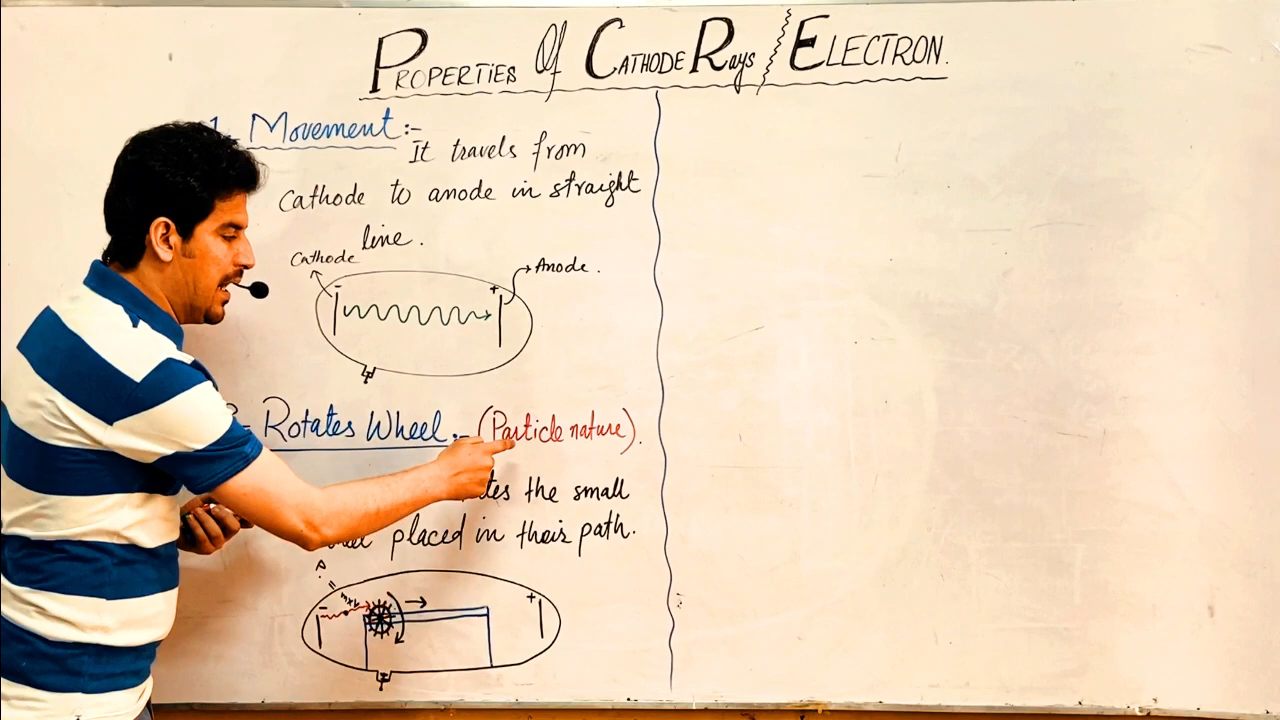 PROPERTIES Of CATHODE Rays / ELECTRON.
1- Movement :-
It travels from
Cathode to anode in straight
line.
Cathode
Anode.
-
+
Rotates Wheel :- (Particle nature).
the small
placed in their path.
-
+